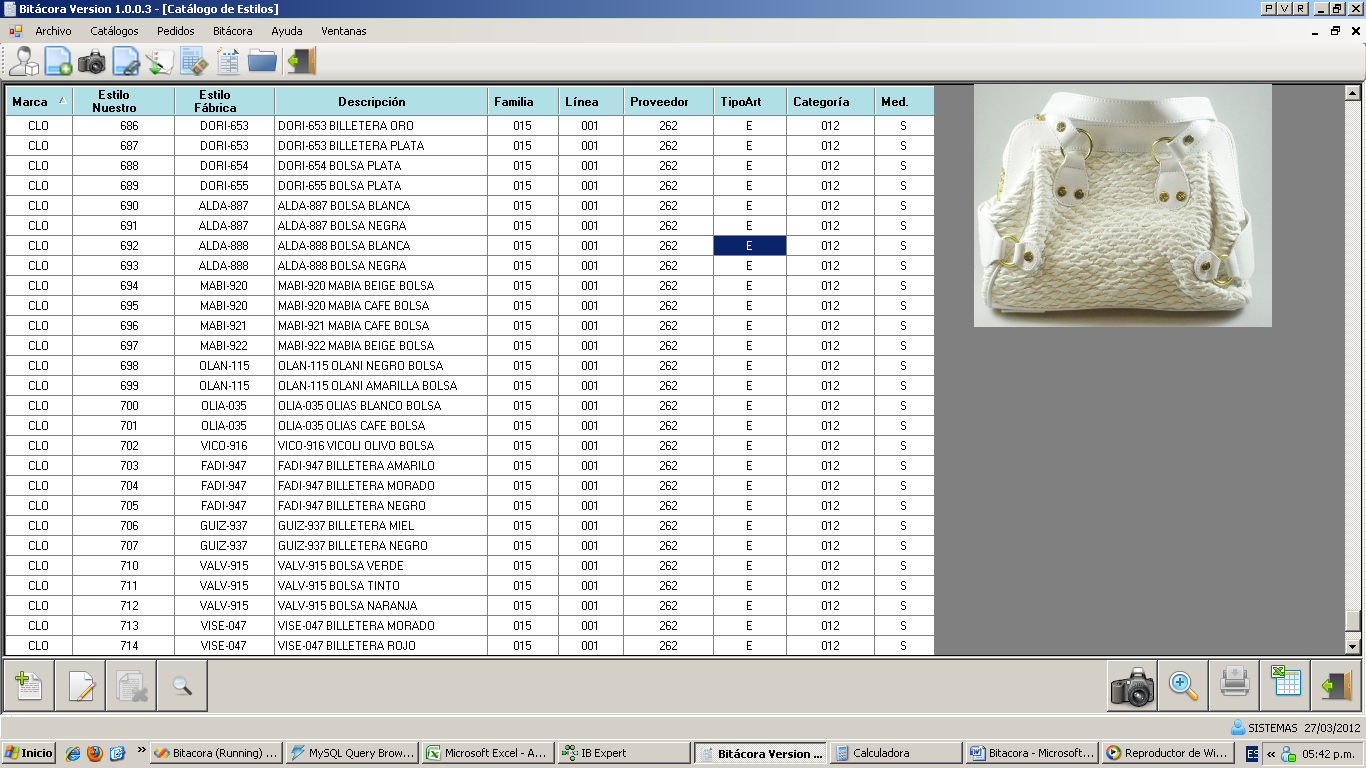 Bitácora Version 1.0.0.3 - [Catálogo de Estilos] P V R
Archivo Catálogos Pedidos Bitácora Ayuda Ventanas
Marca Estilo Nuestro Estilo Fábrica Descripción Familia Línea Proveedor TipoArt Categoría Med.
CLO 686 DORI-653 DORI-653 BILLETERA ORO 015 001 262 E 012 S
CLO 687 DORI-653 DORI-653 BILLETERA PLATA 015 001 262 E 012 S
CLO 688 DORI-654 DORI-654 BOLSA PLATA 015 001 262 E 012 S
CLO 689 DORI-655 DORI-655 BOLSA PLATA 015 001 262 E 012 S
CLO 690 ALDA-887 ALDA-887 BOLSA BLANCA 015 001 262 E 012 S
CLO 691 ALDA-887 ALDA-887 BOLSA NEGRA 015 001 262 E 012 S
CLO 692 ALDA-888 ALDA-888 BOLSA BLANCA 015 001 262 E 012 S
CLO 693 ALDA-888 ALDA-888 BOLSA NEGRA 015 001 262 E 012 S
CLO 694 MABI-920 MABI-920 MABIA BEIGE BOLSA 015 001 262 E 012 S
CLO 695 MABI-920 MABI-920 MABIA CAFE BOLSA 015 001 262 E 012 S
CLO 696 MABI-921 MABI-921 MABIA CAFE BOLSA 015 001 262 E 012 S
CLO 697 MABI-922 MABI-922 MABIA BEIGE BOLSA 015 001 262 E 012 S
CLO 698 OLAN-115 OLAN-115 OLANI NEGRO BOLSA 015 001 262 E 012 S
CLO 699 OLAN-115 OLAN-115 OLANI AMARILLA BOLSA 015 001 262 E 012 S
CLO 700 OLIA-035 OLIA-035 OLIAS BLANCO BOLSA 015 001 262 E 012 S
CLO 701 OLIA-035 OLIA-035 OLIAS CAFE BOLSA 015 001 262 E 012 S
CLO 702 VICO-916 VICO-916 VICOLI OLIVO BOLSA 015 001 262 E 012 S
CLO 703 FADI-947 FADI-947 BILLETERA AMARILO 015 001 262 E 012 S
CLO 704 FADI-947 FADI-947 BILLETERA MORADO 015 001 262 E 012 S
CLO 705 FADI-947 FADI-947 BILLETERA NEGRO 015 001 262 E 012 S
CLO 706 GUIZ-937 GUIZ-937 BILLETERA MIEL 015 001 262 E 012 S
CLO 707 GUIZ-937 GUIZ-937 BILLETERA NEGRO 015 001 262 E 012 S
CLO 710 VALV-915 VALV-915 BOLSA VERDE 015 001 262 E 012 S
CLO 711 VALV-915 VALV-915 BOLSA TINTO 015 001 262 E 012 S
CLO 712 VALV-915 VALV-915 BOLSA NARANJA 015 001 262 E 012 S
CLO 713 VISE-047 VISE-047 BILLETERA MORADO 015 001 262 E 012 S
CLO 714 VISE-047 VISE-047 BILLETERA ROJO 015 001 262 E 012 S
SISTEMAS 27/03/2012
Inicio » Bitacora (Running) ... MySQL Query Brow... Microsoft Excel - A... IB Expert Bitácora Version ... Calculadora Bitacora - Microsoft... Reproductor de Wi... ES « 05:42 p.m.